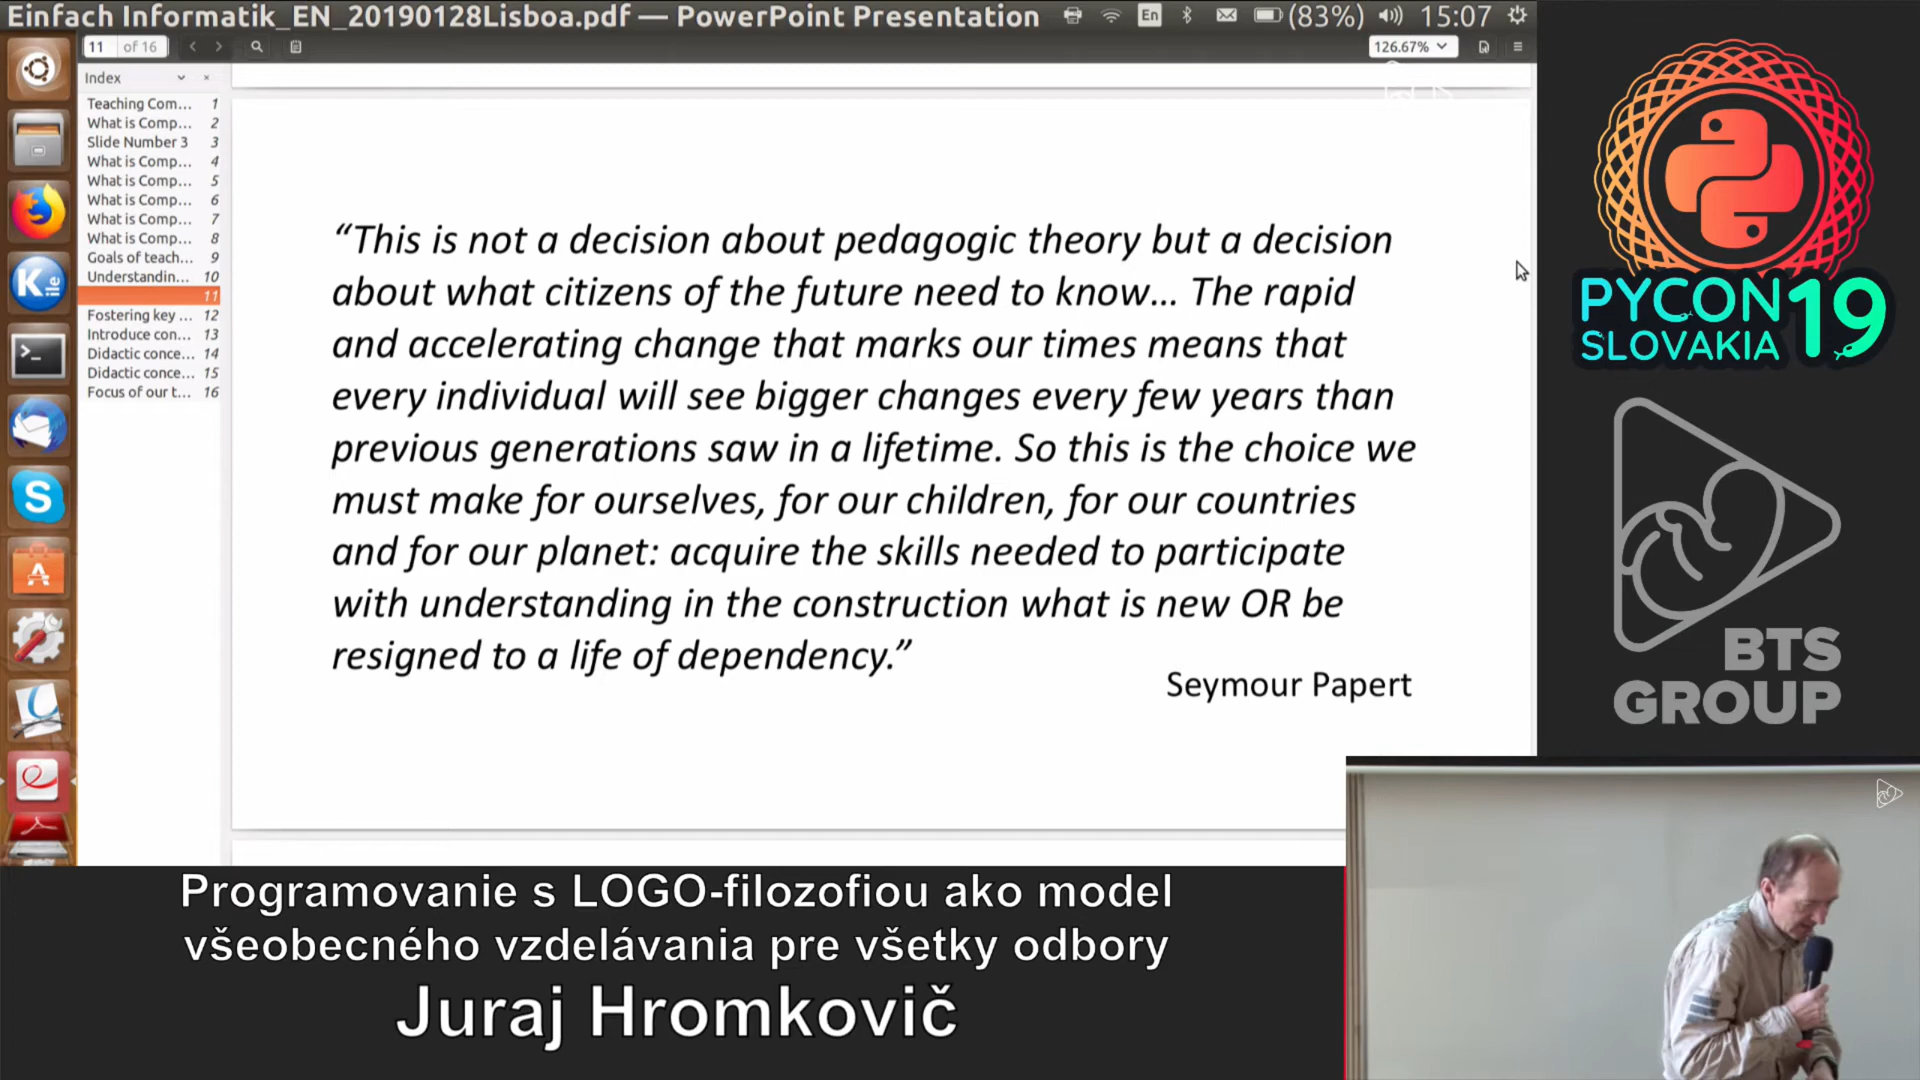 Einfach Informatik_EN_20190128Lisboa.pdf — PowerPoint Presentation
En
(83%)
15:07
11 of 16
126.67%
Index
Teaching Com... 1
What is Comp... 2
Slide Number 3 3
What is Comp... 4
What is Comp... 5
What is Comp... 6
What is Comp... 7
What is Comp... 8
Goals of teach... 9
Understandin... 10
11
Fostering key ... 12
Introduce con... 13
Didactic conce... 14
Didactic conce... 15
Focus of our t... 16
“This is not a decision about pedagogic theory but a decision
about what citizens of the future need to know... The rapid
and accelerating change that marks our times means that
every individual will see bigger changes every few years than
previous generations saw in a lifetime. So this is the choice we
must make for ourselves, for our children, for our countries
and for our planet: acquire the skills needed to participate
with understanding in the construction what is new OR be
resigned to a life of dependency.”
Seymour Papert
PYCON 19
SLOVAKIA
BTS
GROUP
Programovanie s LOGO-filozofiou ako model
všeobecného vzdelávania pre všetky odbory
Juraj Hromkovič